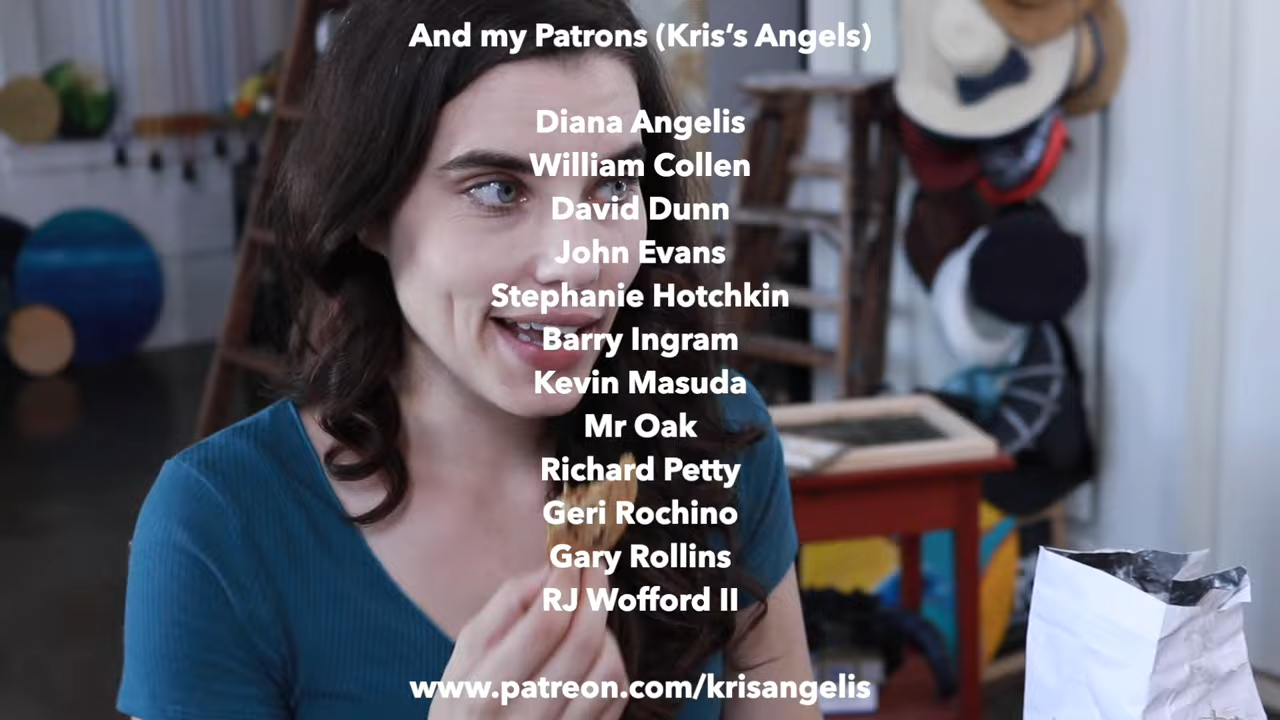 And my Patrons (Kris’s Angels)
Diana Angelis
William Collen
David Dunn
John Evans
Stephanie Hotchkin
Barry Ingram
Kevin Masuda
Mr Oak
Richard Petty
Geri Rochino
Gary Rollins
RJ Wofford II
www.patreon.com/krisangelis